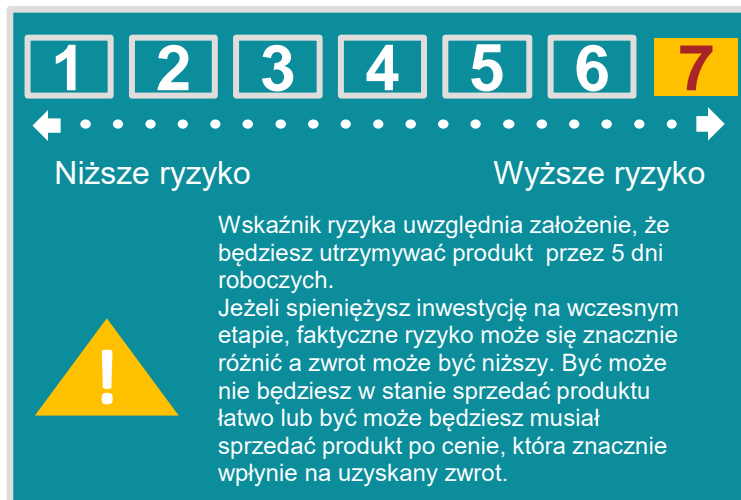 1 2 3 4 5 6 7
Niższe ryzyko Wyższe ryzyko
Wskaźnik ryzyka uwzględnia założenie, że
będziesz utrzymywać produkt przez 5 dni
roboczych.
Jeżeli spieniężysz inwestycję na wczesnym
etapie, faktyczne ryzyko może się znacznie
różnić a zwrot może być niższy. Być może
nie będziesz w stanie sprzedać produktu
łatwo lub być może będziesz musiał
sprzedać produkt po cenie, która znacznie
wpłynie na uzyskany zwrot.
!